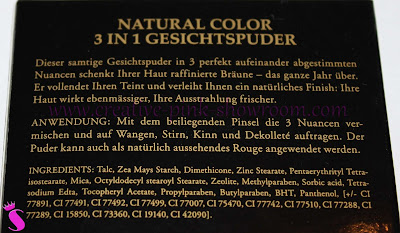 NATURAL COLOR
3 IN 1 GESICHTSPUDER
Dieser samtige Gesichtspuder in 3 perfekt aufeinander abgestimmten
Nuancen schenkt Ihrer Haut raffinierte Bräune – das ganze Jahr über.
Er vollendet Ihren Teint und verleiht Ihnen ein natürliches Finish: Ihre
Haut wirkt ebenmässiger, Ihre Ausstrahlung frischer.
www.creative-pink-showroom.com
ANWENDUNG: Mit dem beiliegenden Pinsel die 3 Nuancen ver-
mischen und auf Wangen, Stirn, Kinn und Dekolleté auftragen. Der
Puder kann auch als natürlich aussehendes Rouge angewendet werden.
INGREDIENTS: Talc, Zea Mays Starch, Dimethicone, Zinc Stearate, Pentaerythrityl Tetra-
isostearate, Mica, Octyldodecyl stearoyl Stearate, Zeolite, Methylparaben, Sorbic acid, Tetra-
sodium Edta, Tocopheryl Acetate, Propylparaben, Butylparaben, BHT, Panthenol, [+/- CI
77891, CI 77491, CI 77492, CI 77499, CI 77007, CI 75470, CI 77742, CI 77510, CI 77288, CI
77289, CI 15850, CI 73360, CI 19140, CI 42090].
S